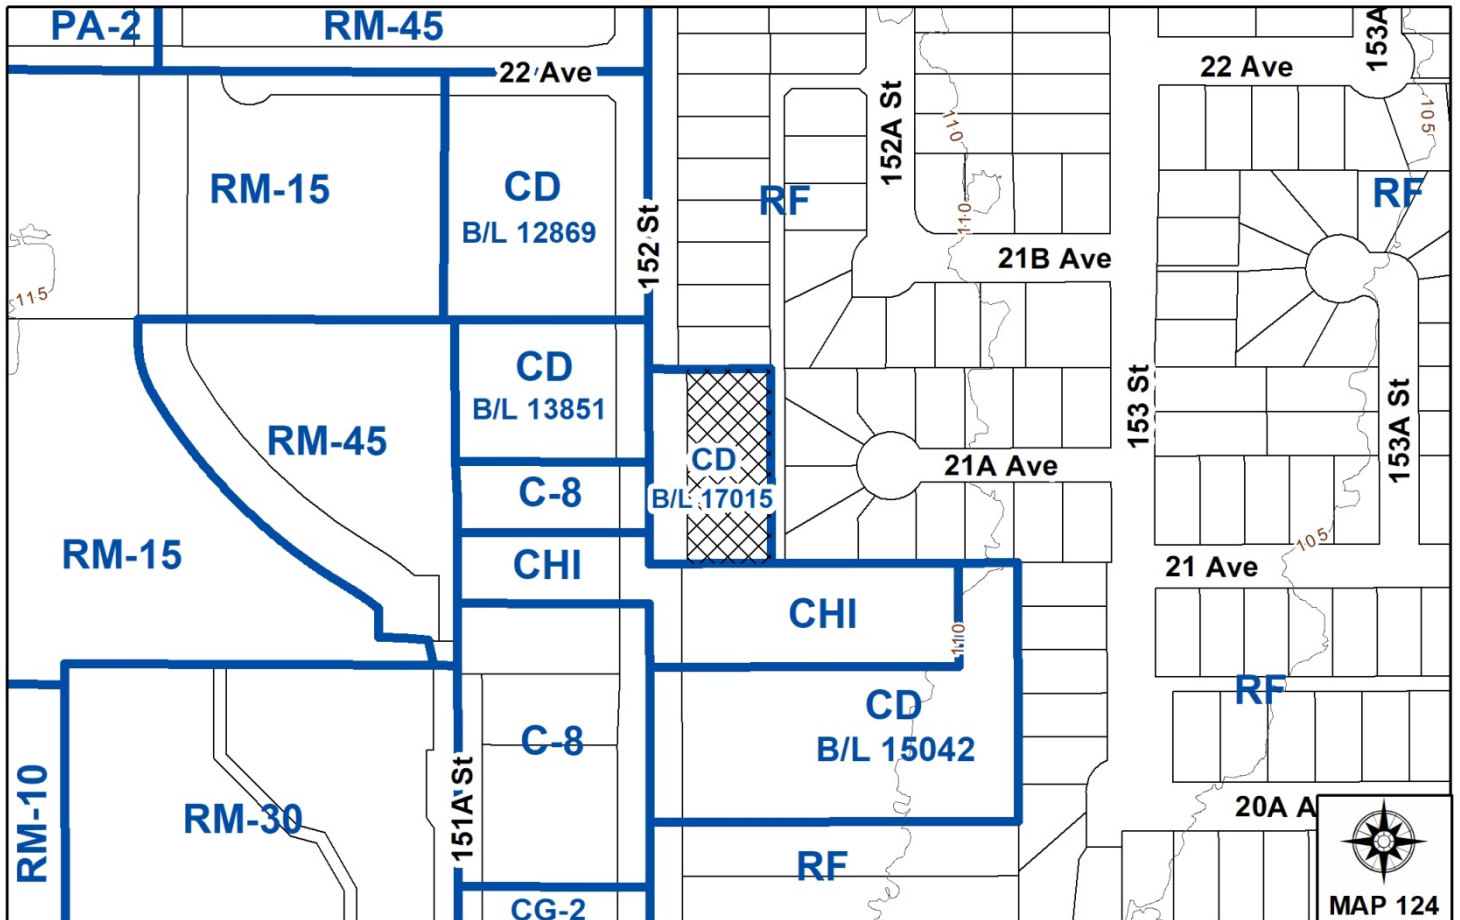 PA-2
RM-45
153A
22 Ave
22 Ave
152A St
110
105
RM-15
CD
B/L 12869
RF
RF
152 St
110
21B Ave
115
CD
B/L 13851
153 St
153A St
RM-45
CD
B/L 17015
21A Ave
C-8
RM-15
CHI
105
21 Ave
CHI
110
RF
CD
B/L 15042
C-8
RM-10
RM-30
151A St
20A A
RF
CG-2
MAP 124